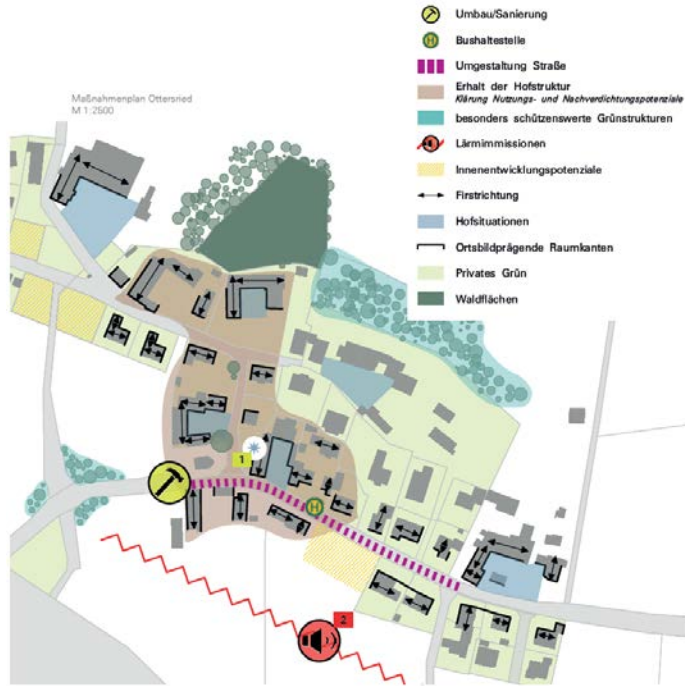 Umbau/Sanierung
Bushaltestelle
Umgestaltung Straße
Erhalt der Hofstruktur
Klärung Nutzungs- und Nachverdichtungspotenziale
besonders schützenswerte Grünstrukturen
Lärmimmissionen
Innenentwicklungspotenziale
Firstrichtung
Hofsituationen
Ortsbildprägende Raumkanten
Privates Grün
Waldflächen
Maßnahmenplan Ottersried
M 1:2500
1
H
2